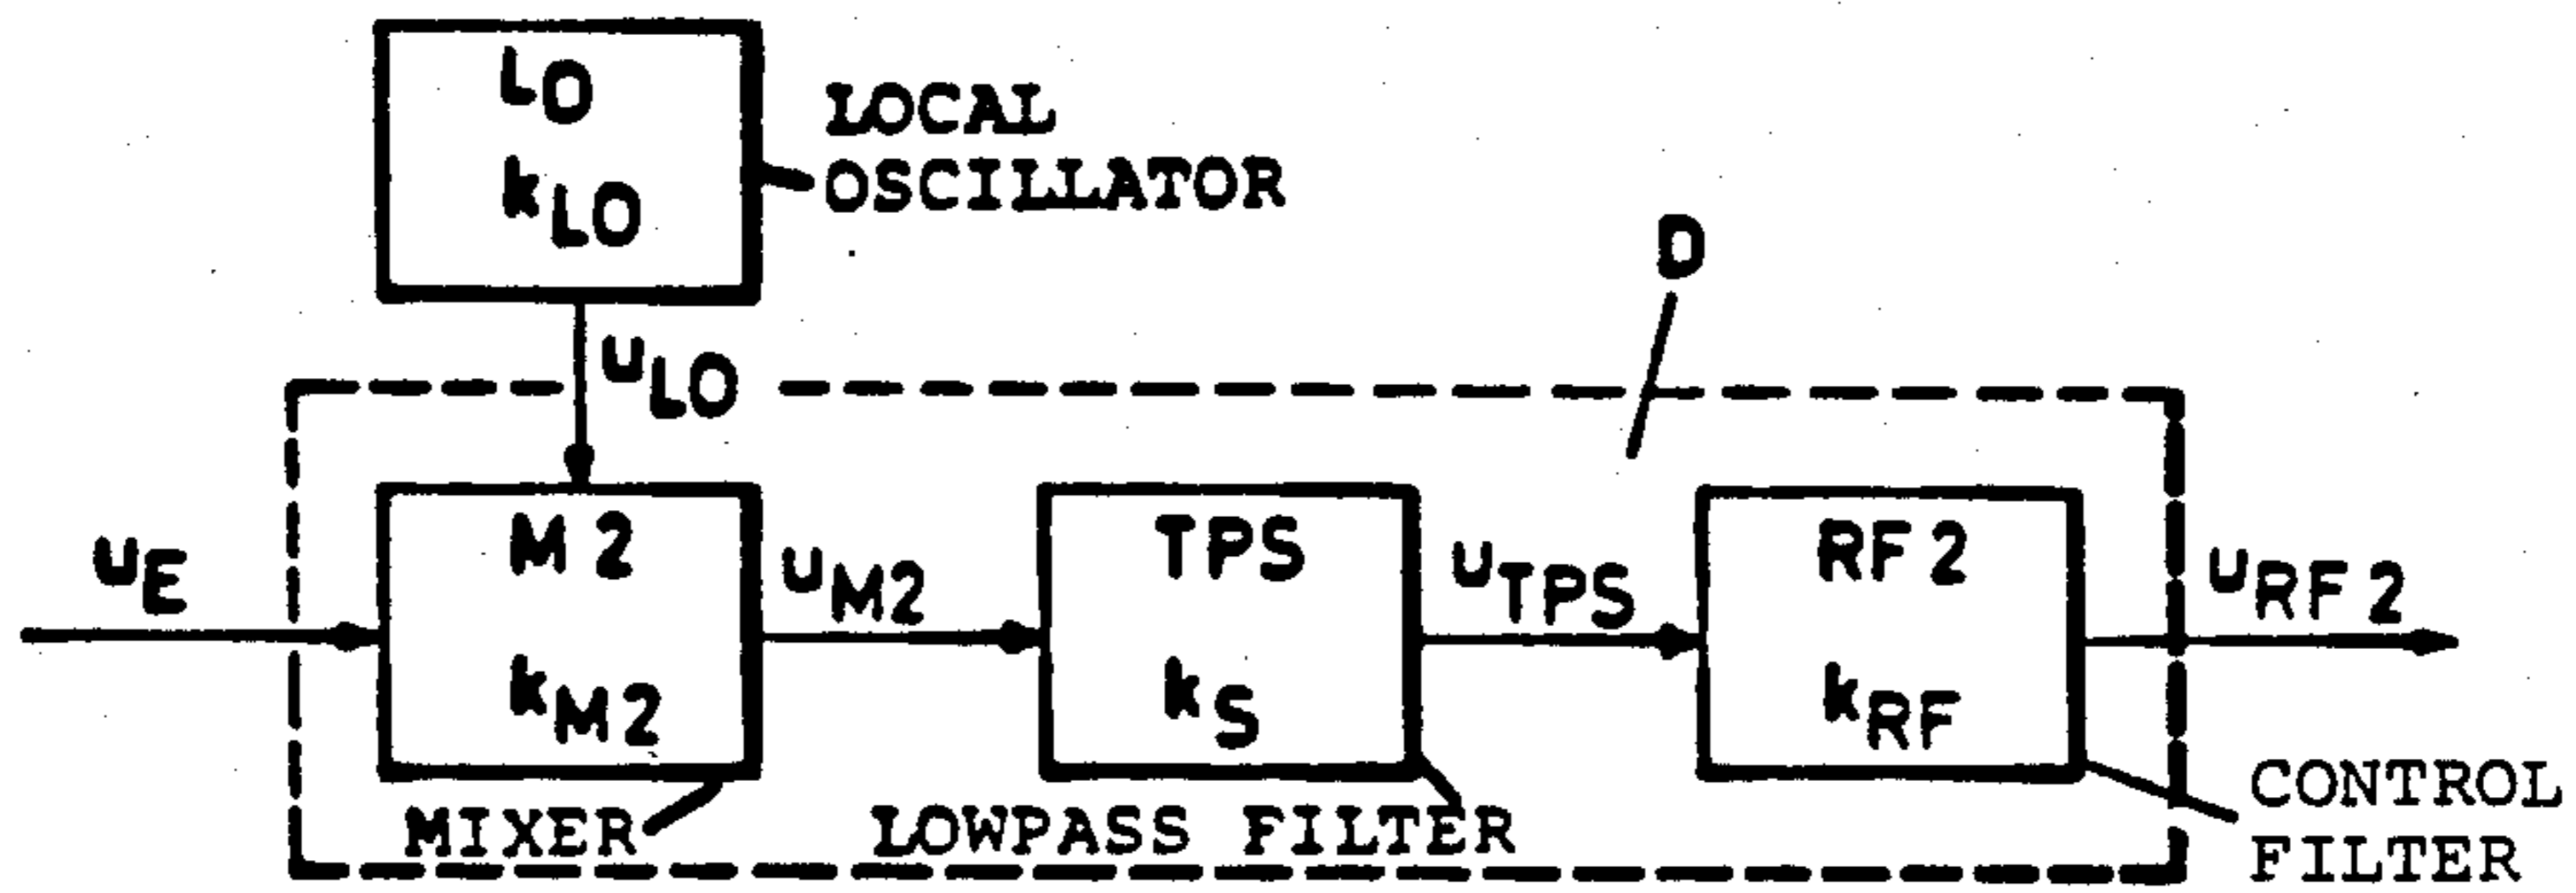 LO
kLO
LOCAL
OSCILLATOR
D
uLO
uE
M2
kM2
MIXER
uM2
TPS
kS
LOWPASS FILTER
uTPS
RF2
kRF
CONTROL
FILTER
uRF2